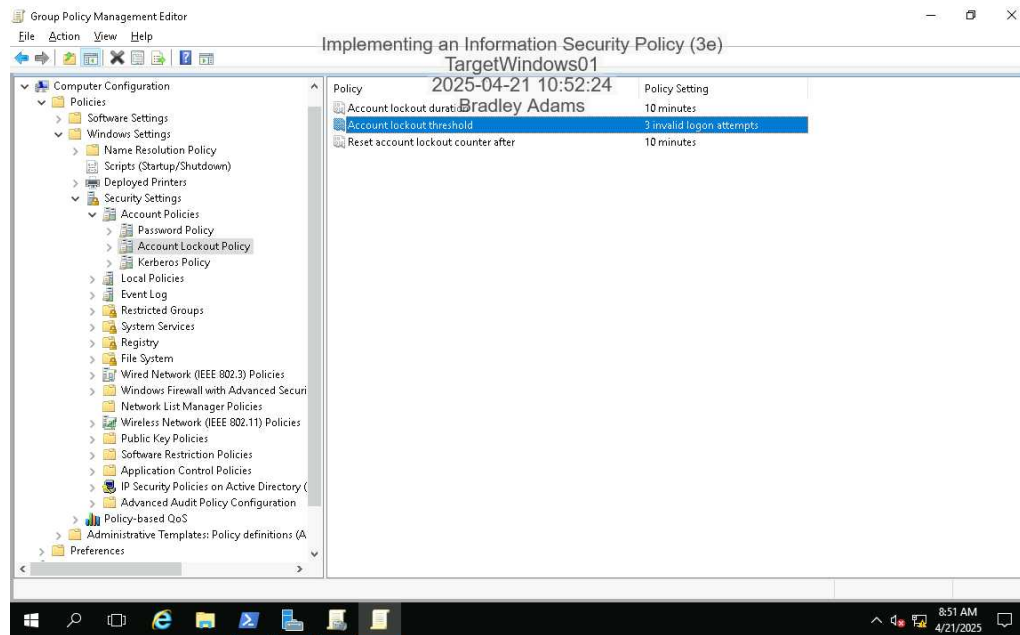 Group Policy Management Editor
File Action View Help
Implementing an Information Security Policy (3e)
TargetWindows01
2025-04-21 10:52:24
Bradley Adams
Computer Configuration
Policies
Software Settings
Windows Settings
Name Resolution Policy
Scripts (Startup/Shutdown)
Deployed Printers
Security Settings
Account Policies
Password Policy
Account Lockout Policy
Kerberos Policy
Local Policies
Event Log
Restricted Groups
System Services
Registry
File System
Wired Network (IEEE 802.3) Policies
Windows Firewall with Advanced Securi
Network List Manager Policies
Wireless Network (IEEE 802.11) Policies
Public Key Policies
Software Restriction Policies
Application Control Policies
IP Security Policies on Active Directory (
Advanced Audit Policy Configuration
Policy-based QoS
Administrative Templates: Policy definitions (A
Preferences
Policy Policy Setting
Account lockout duration 10 minutes
Account lockout threshold 3 invalid logon attempts
Reset account lockout counter after 10 minutes
8:51 AM
4/21/2025